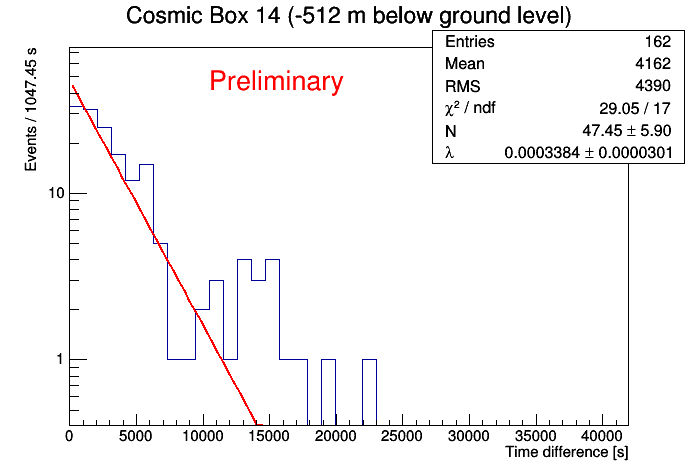 Cosmic Box 14 (-512 m below ground level)
Events / 1047.45 s
Preliminary
Entries 162
Mean 4162
RMS 4390
χ² / ndf 29.05 / 17
N 47.45 ± 5.90
λ 0.0003384 ± 0.0000301
10
1
0 5000 10000 15000 20000 25000 30000 35000 40000
Time difference [s]